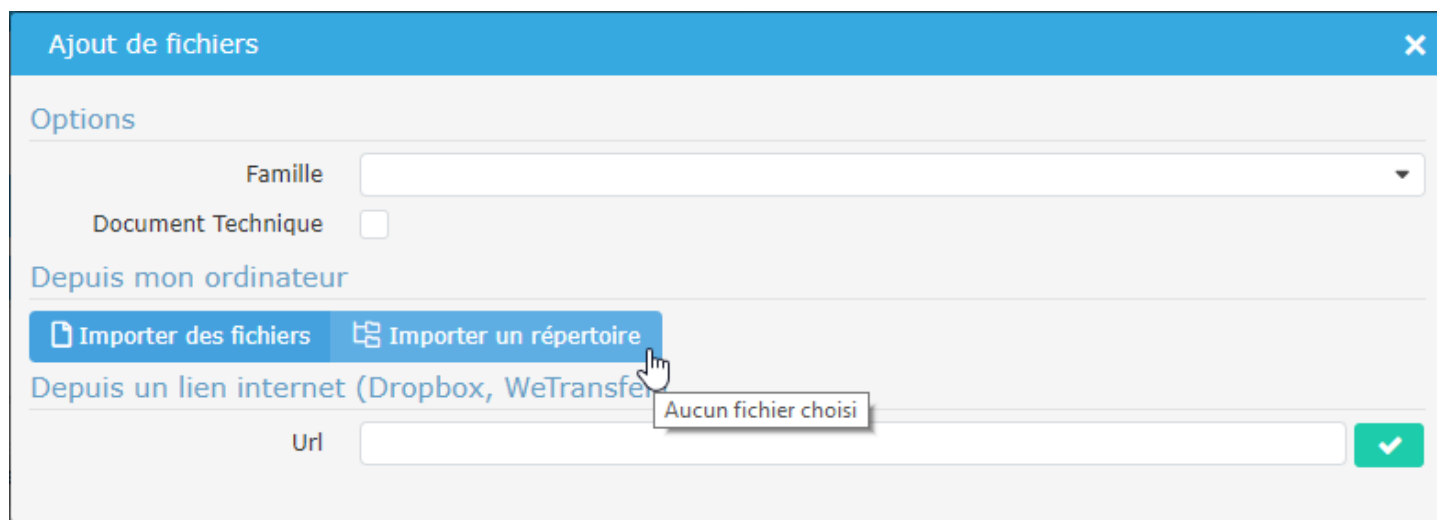 Ajout de fichiers
Options
Famille
Document Technique
Depuis mon ordinateur
Importer des fichiers Importer un répertoire
Depuis un lien internet (Dropbox, WeTransfer)
Aucun fichier choisi
Url